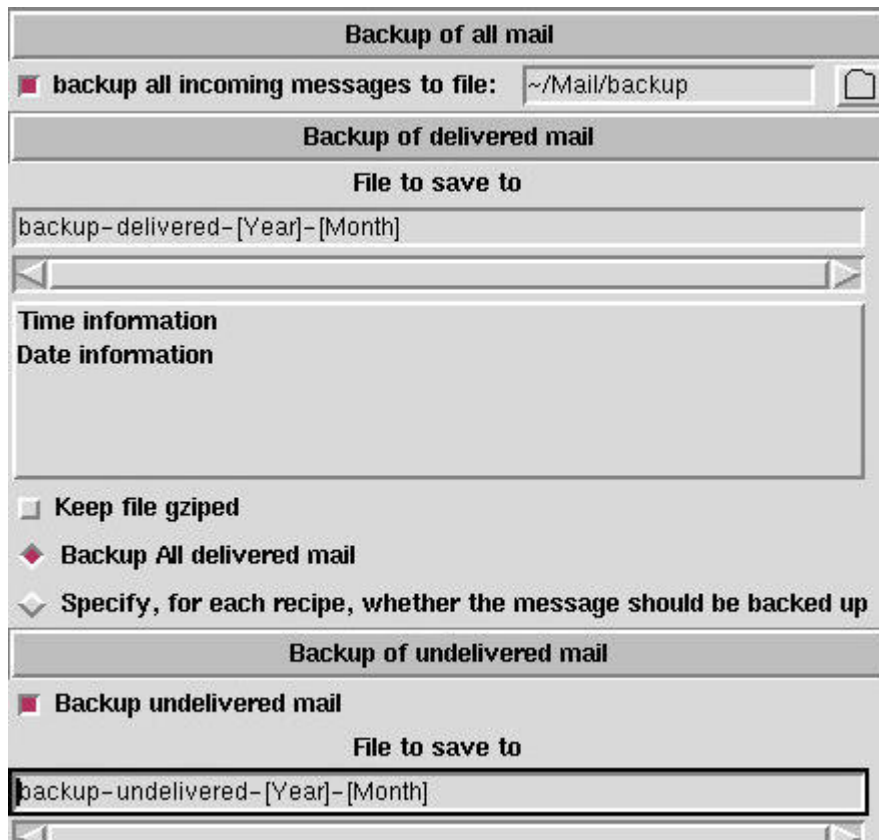 Backup of all mail
backup all incoming messages to file: ~/Mail/backup
Backup of delivered mail
File to save to
backup-delivered-[Year]-[Month]
Time information
Date information
Keep file gziped
Backup All delivered mail
Specify, for each recipe, whether the message should be backed up
Backup of undelivered mail
Backup undelivered mail
File to save to
backup-undelivered-[Year]-[Month]